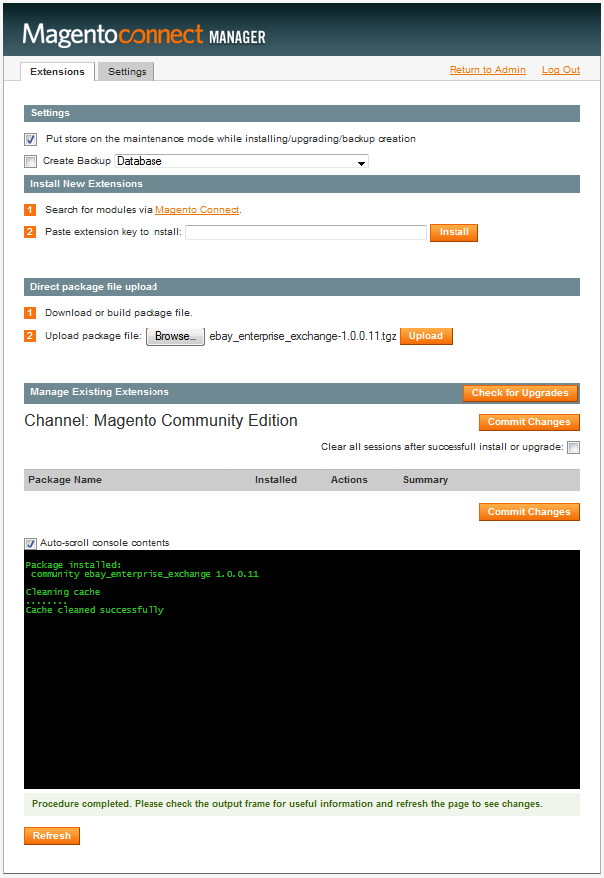 Magentoconnect MANAGER
Extensions Settings Return to Admin Log Out
Settings
Put store on the maintenance mode while installing/upgrading/backup creation
Create Backup Database
Install New Extensions
1 Search for modules via Magento Connect.
2 Paste extension key to install: Install
Direct package file upload
1 Download or build package file.
2 Upload package file: Browse... ebay_enterprise_exchange-1.0.0.11.tgz Upload
Manage Existing Extensions Check for Upgrades
Channel: Magento Community Edition Commit Changes
Clear all sessions after successfull install or upgrade:
Package Name Installed Actions Summary
Commit Changes
Auto-scroll console contents
Package installed:
community ebay_enterprise_exchange 1.0.0.11
Cleaning cache
........
Cache cleaned successfully
Procedure completed. Please check the output frame for useful information and refresh the page to see changes.
Refresh